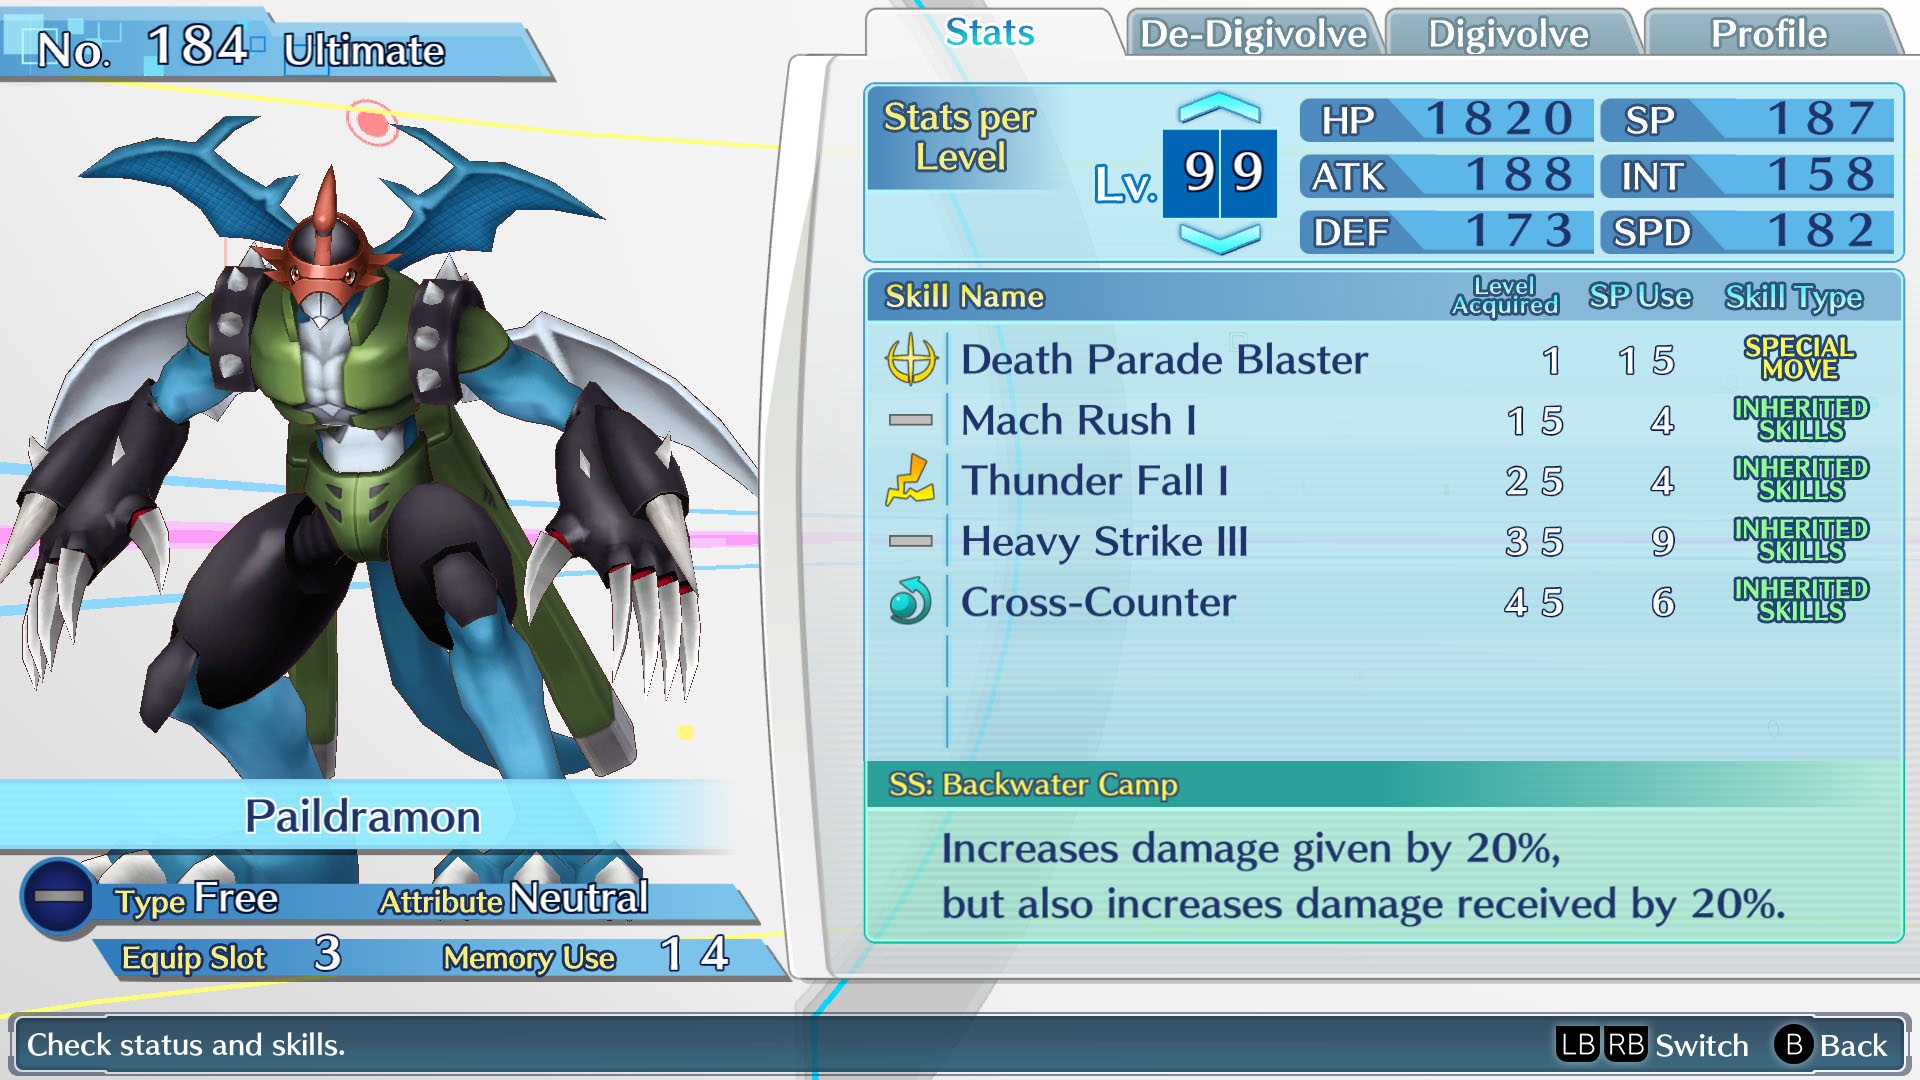 No. 184 Ultimate
Stats
De-Digivolve
Digivolve
Profile
Stats per
Level
Lv. 99
HP 1820
SP 187
ATK 188
INT 158
DEF 173
SPD 182
Skill Name
Level
Acquired
SP Use
Skill Type
Death Parade Blaster 1 15 SPECIAL
MOVE
Mach Rush I 15 4 INHERITED
SKILLS
Thunder Fall I 25 4 INHERITED
SKILLS
Heavy Strike III 35 9 INHERITED
SKILLS
Cross-Counter 45 6 INHERITED
SKILLS
SS: Backwater Camp
Increases damage given by 20%,
but also increases damage received by 20%.
Paildramon
Type Free Attribute Neutral
Equip Slot 3 Memory Use 14
Check status and skills.
LB RB Switch B Back